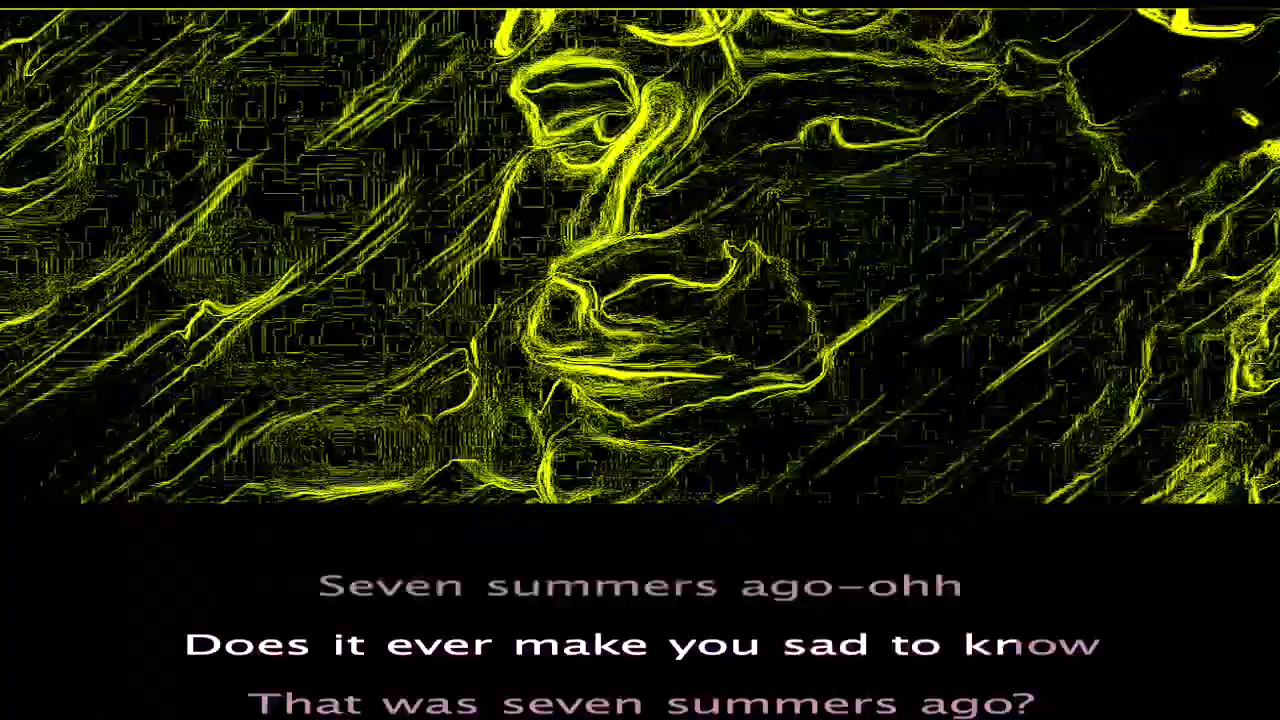 Seven summers ago–ohh
Does it ever make you sad to know
That was seven summers ago?